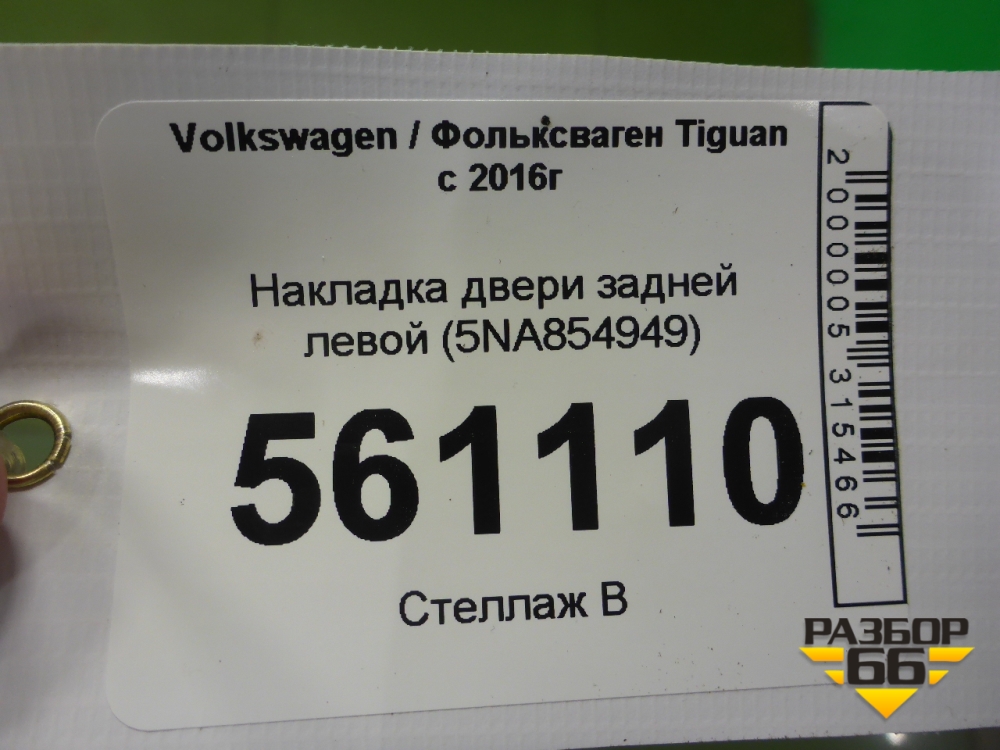 Volkswagen / Фольксваген Tiguan
с 2016г
Накладка двери задней
левой (5NA854949)
561110
Стеллаж В
2000005315466
РАЗБОР
66